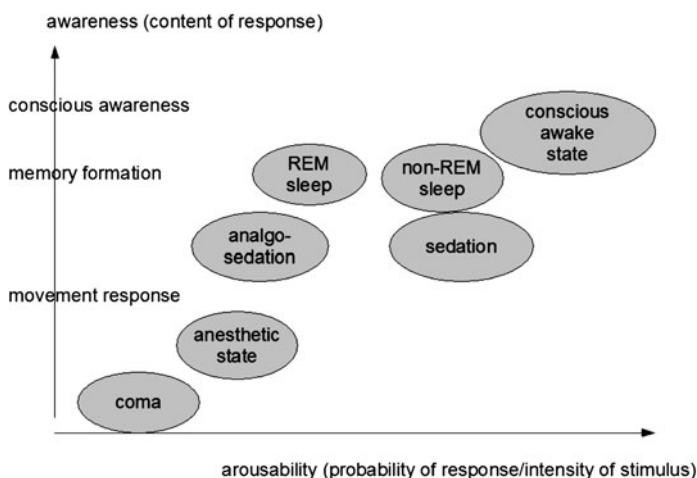 awareness (content of response)
conscious awareness
conscious
awake
state
memory formation
REM
sleep
non-REM
sleep
analgo-
sedation
sedation
movement response
anesthetic
state
coma
arousability (probability of response/intensity of stimulus)